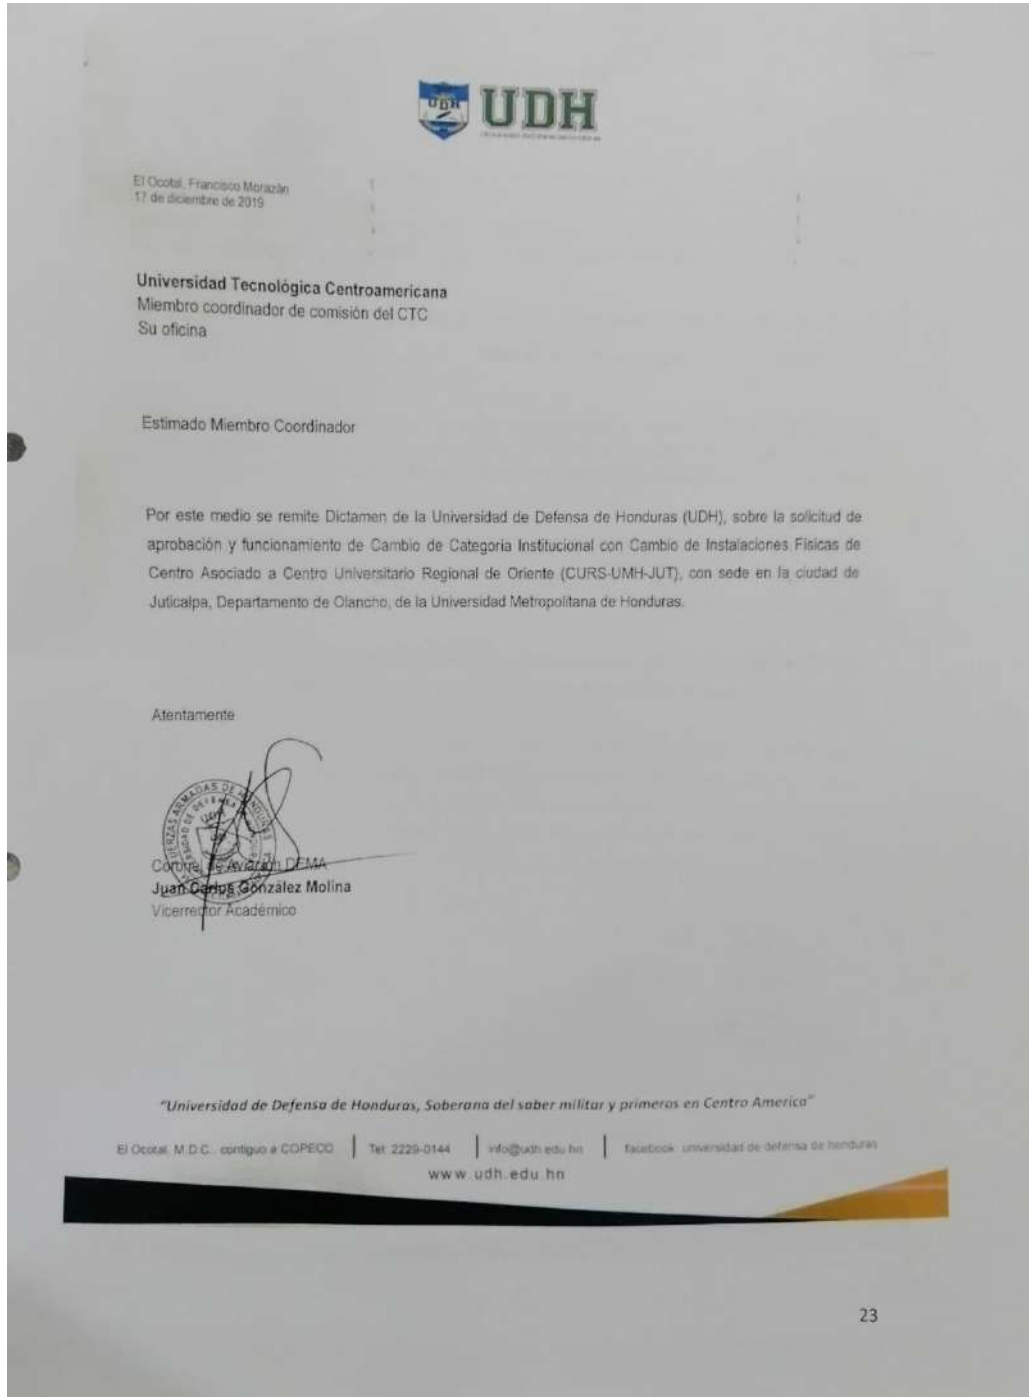 UDH
UDH
El Ocotal, Francisco Morazán
17 de diciembre de 2019
Universidad Tecnológica Centroamericana
Miembro coordinador de comisión del CTC
Su oficina
Estimado Miembro Coordinador
Por este medio se remite Dictamen de la Universidad de Defensa de Honduras (UDH), sobre la solicitud de
aprobación y funcionamiento de Cambio de Categoría Institucional con Cambio de Instalaciones Físicas de
Centro Asociado a Centro Universitario Regional de Oriente (CURS-UMH-JUT), con sede en la ciudad de
Juticalpa, Departamento de Olancho, de la Universidad Metropolitana de Honduras.
Atentamente
FUERZAS ARMADAS DE HONDURAS
Coronel de Aviación DEMA
Juan Carlos González Molina
Vicerrector Académico
"Universidad de Defensa de Honduras, Soberana del saber militar y primeros en Centro America"
El Ocotal, M.D.C., contiguo a COPECO | Tel: 2229-0144 | info@udh.edu.hn | facebook: universidad de defensa de honduras
www.udh.edu.hn
23